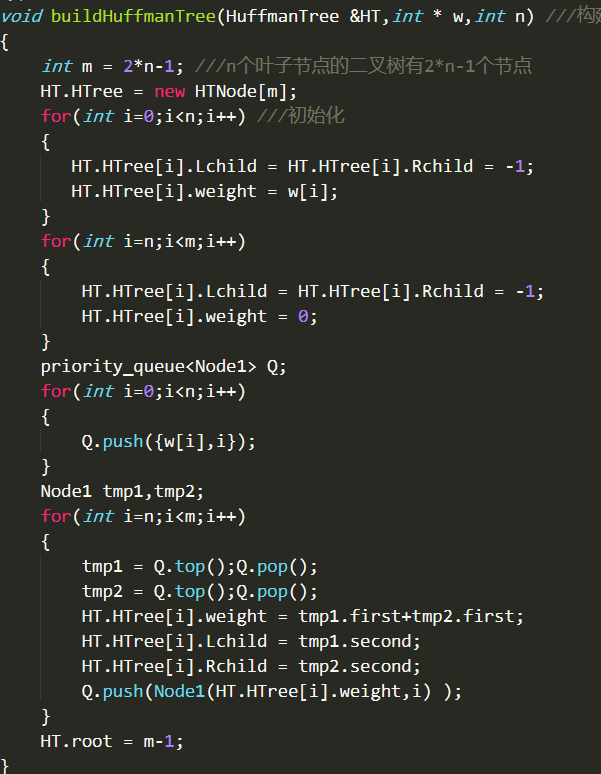 void buildHuffmanTree(HuffmanTree &HT,int * w,int n) ///构建
{
    int m = 2*n-1; ///n个叶子节点的二叉树有2*n-1个节点
    HT.HTree = new HTNode[m];
    for(int i=0;i<n;i++) ///初始化
    {
       HT.HTree[i].Lchild = HT.HTree[i].Rchild = -1;
       HT.HTree[i].weight = w[i];
    }
    for(int i=n;i<m;i++)
    {
        HT.HTree[i].Lchild = HT.HTree[i].Rchild = -1;
        HT.HTree[i].weight = 0;
    }
    priority_queue<Node1> Q;
    for(int i=0;i<n;i++)
    {
        Q.push({w[i],i});
    }
    Node1 tmp1,tmp2;
    for(int i=n;i<m;i++)
    {
        tmp1 = Q.top();Q.pop();
        tmp2 = Q.top();Q.pop();
        HT.HTree[i].weight = tmp1.first+tmp2.first;
        HT.HTree[i].Lchild = tmp1.second;
        HT.HTree[i].Rchild = tmp2.second;
        Q.push(Node1(HT.HTree[i].weight,i) );
    }
    HT.root = m-1;
}